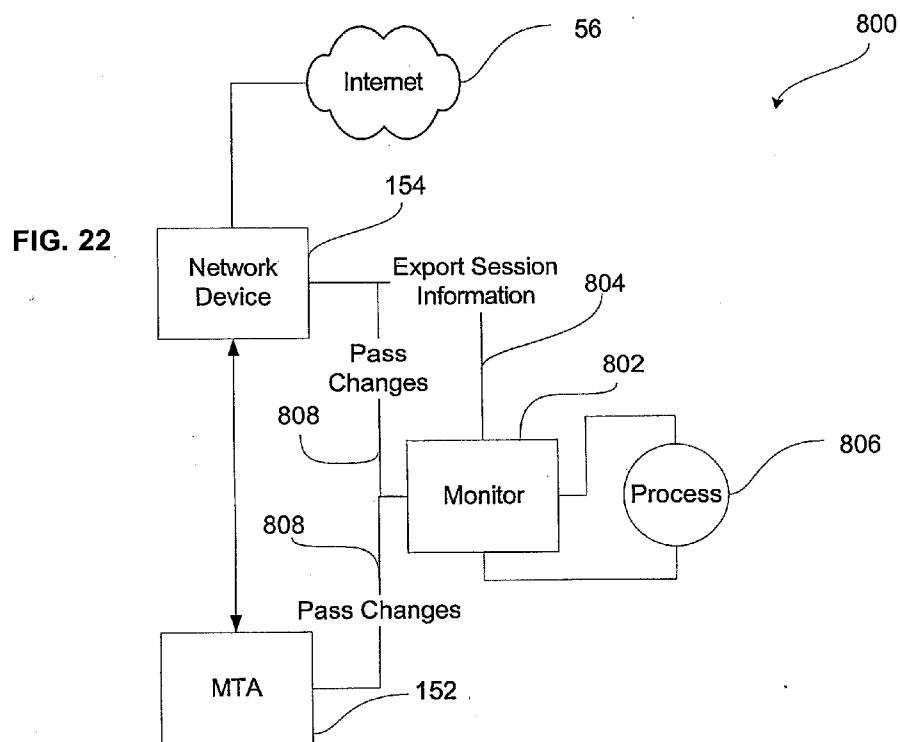 56
800
Internet
154
FIG. 22
Network
Device
Export Session
Information
804
Pass
Changes
802
808
Monitor
Process
806
808
Pass Changes
MTA
152